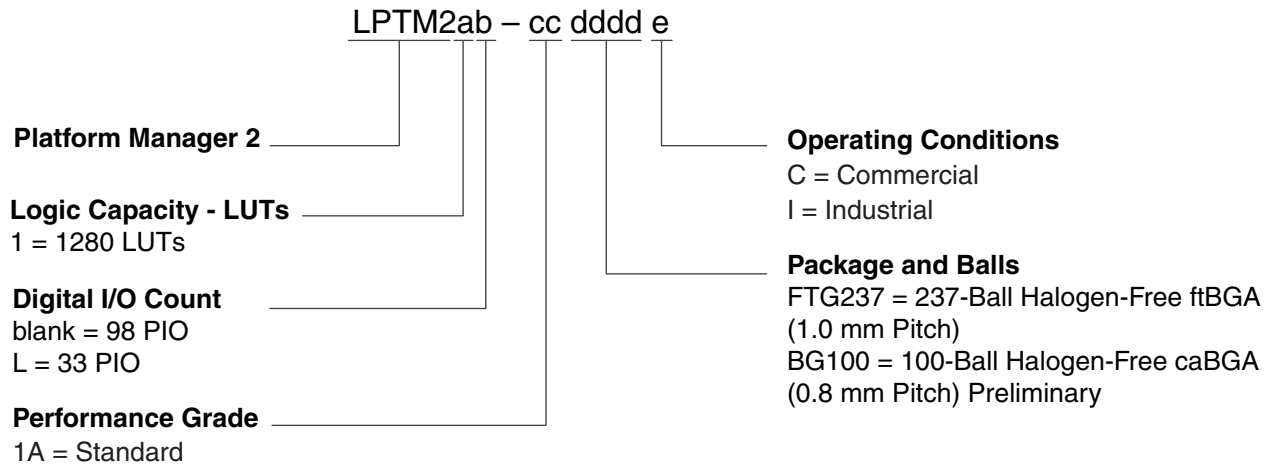 LPTM2ab – cc dddd e
Platform Manager 2
Logic Capacity - LUTs
1 = 1280 LUTs
Digital I/O Count
blank = 98 PIO
L = 33 PIO
Performance Grade
1A = Standard
Operating Conditions
C = Commercial
I = Industrial
Package and Balls
FTG237 = 237-Ball Halogen-Free ftBGA
(1.0 mm Pitch)
BG100 = 100-Ball Halogen-Free caBGA
(0.8 mm Pitch) Preliminary